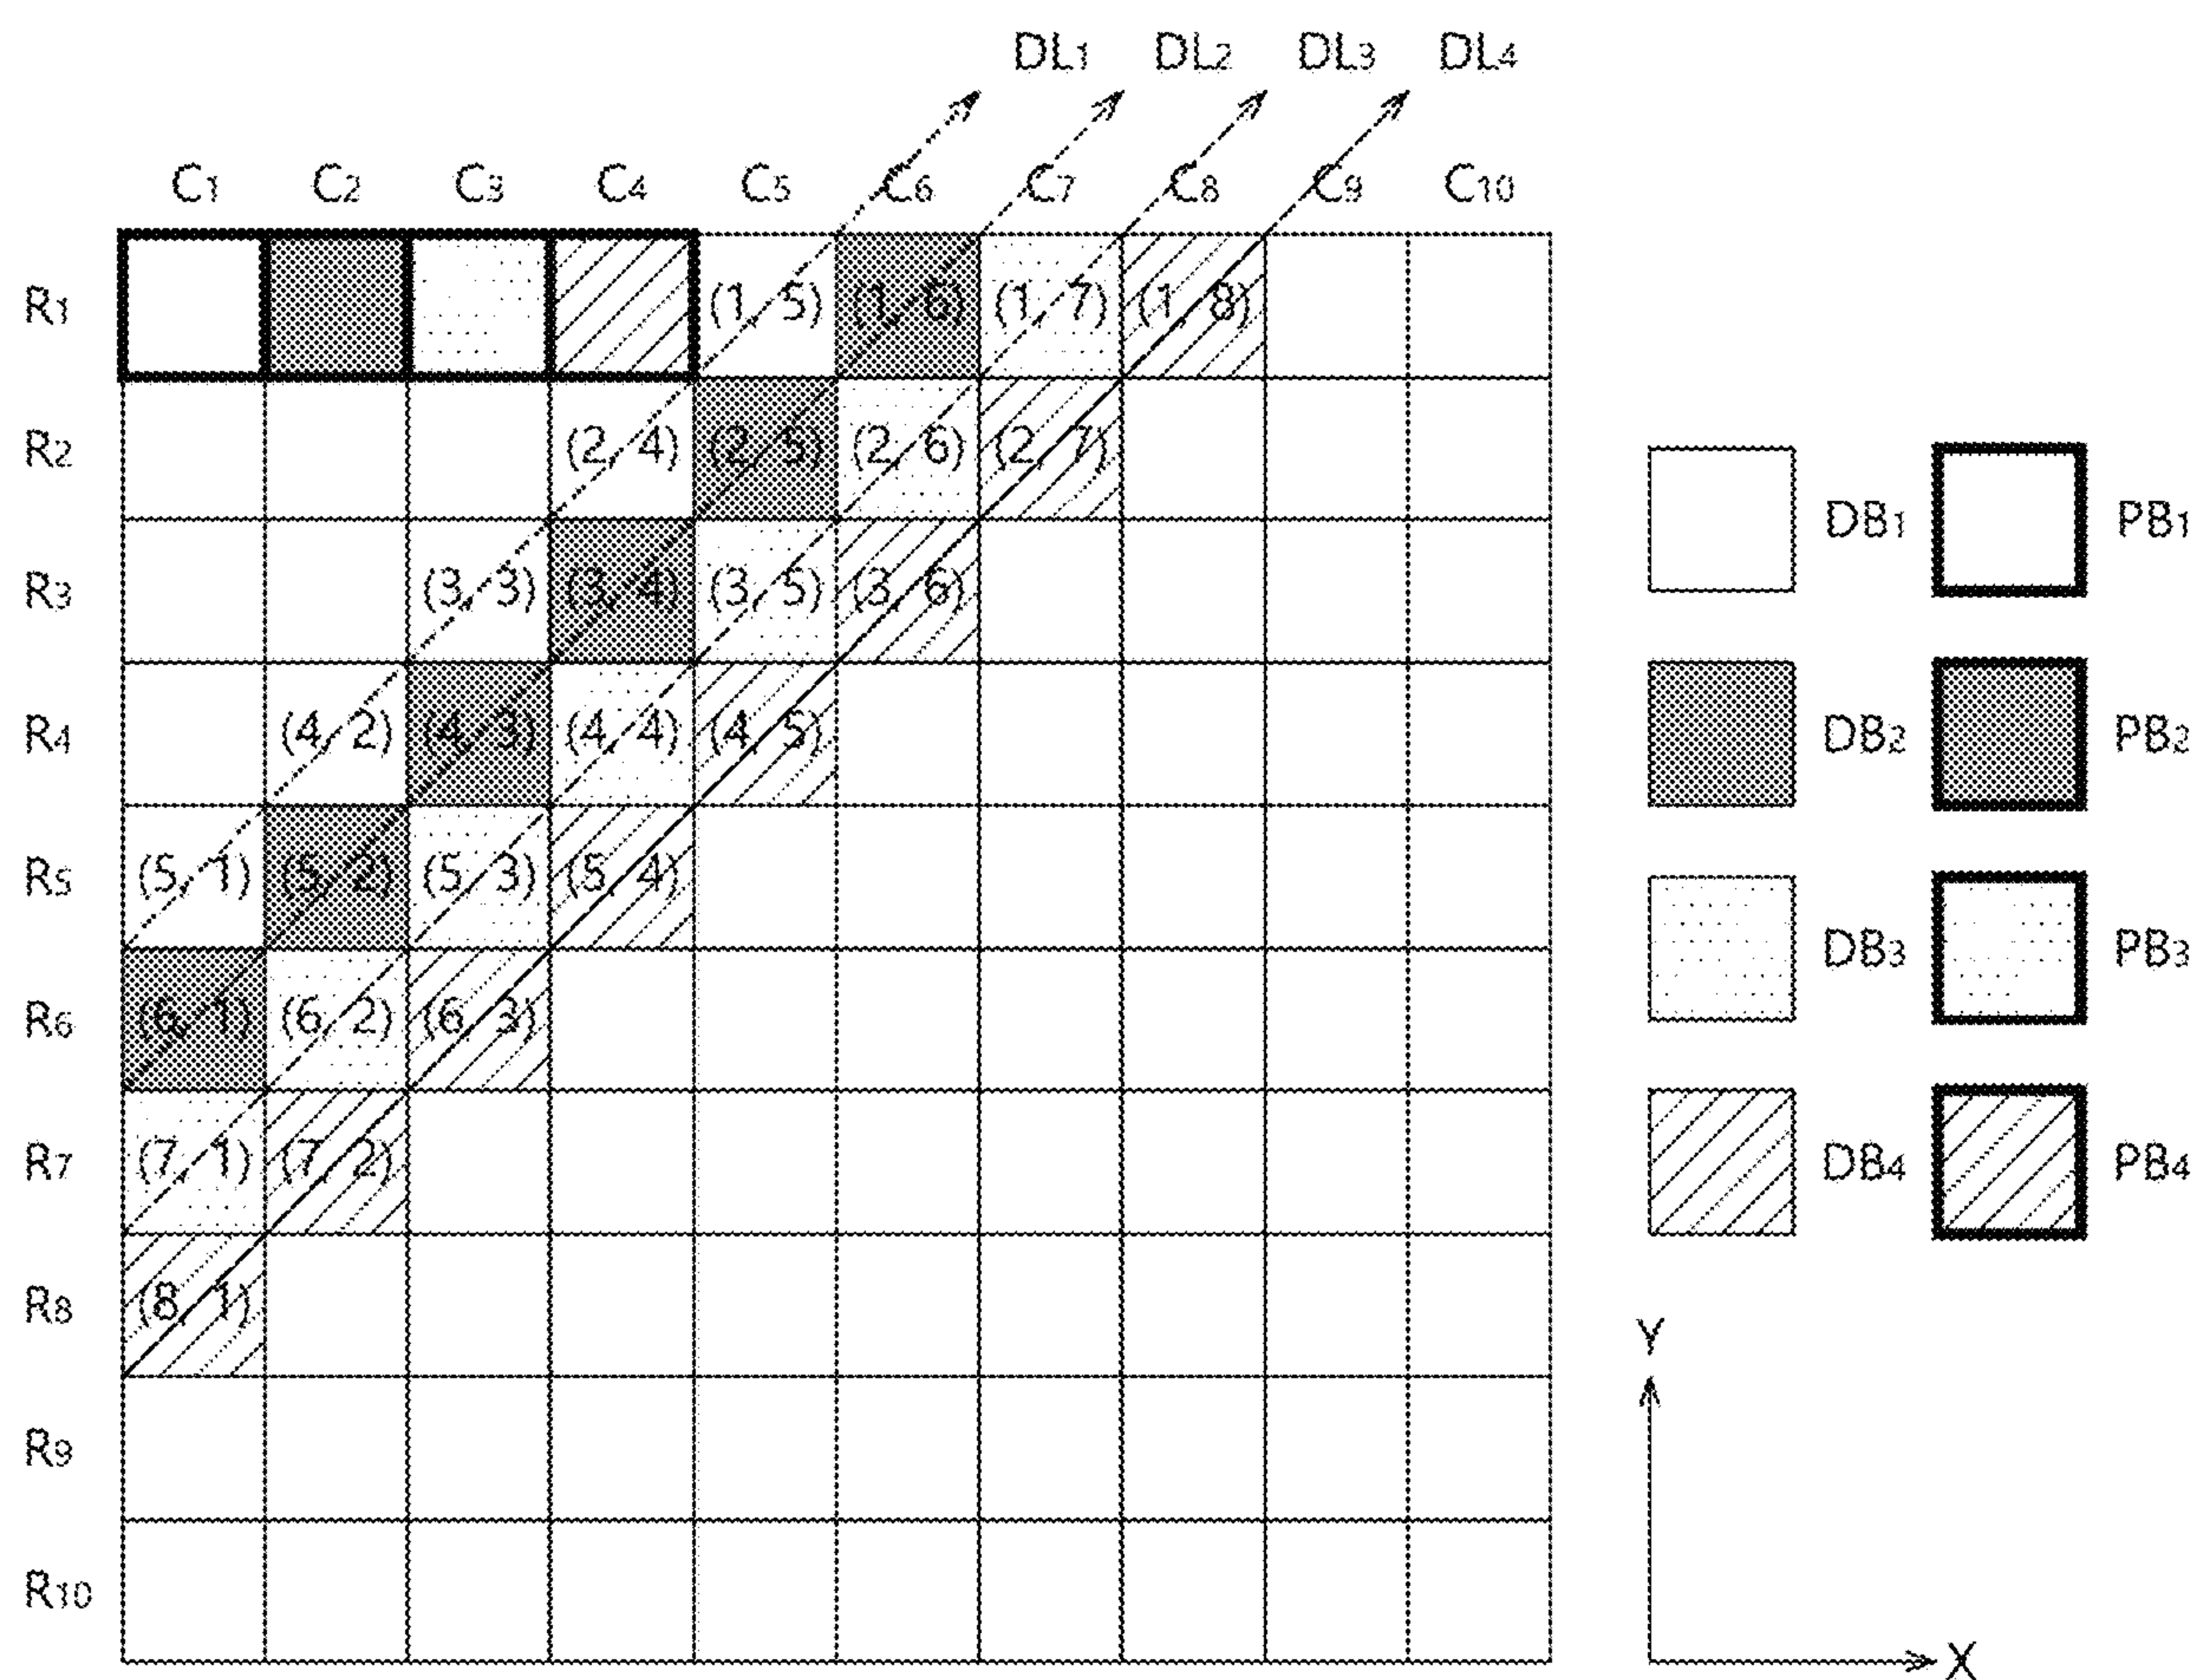 DL1 DL2 DL3 DL4
C1 C2 C3 C4 C5 C6 C7 C8 C9 C10
R1 (1, 5) (1, 6) (1, 7) (1, 8)
R2 (2, 4) (2, 5) (2, 6) (2, 7)
R3 (3, 3) (3, 4) (3, 5) (3, 6)
R4 (4, 2) (4, 3) (4, 4) (4, 5)
R5 (5, 1) (5, 2) (5, 3) (5, 4)
R6 (6, 1) (6, 2) (6, 3)
R7 (7, 1) (7, 2)
R8 (8, 1)
R9
R10
DB1 PB1
DB2 PB2
DB3 PB3
DB4 PB4
Y
X